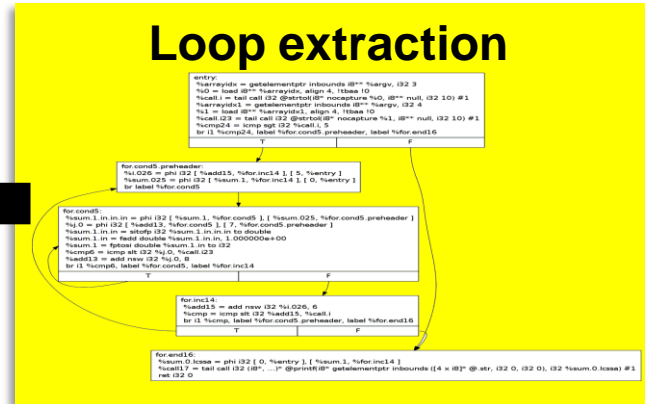 Loop extraction
entry:
%arrayidx = getelementptr inbounds i8** %argv, i32 3
%0 = load i8** %arrayidx, align 4, !tbaa !0
%call.i = tail call i32 @strtol(i8* nocapture %0, i8** null, i32 10) #1
%arrayidx1 = getelementptr inbounds i8** %argv, i32 4
%1 = load i8** %arrayidx1, align 4, !tbaa !0
%call.i23 = tail call i32 @strtol(i8* nocapture %1, i8** null, i32 10) #1
%cmp24 = icmp sgt i32 %call.i, 5
br i1 %cmp24, label %for.cond5.preheader, label %for.end16
T F
for.cond5.preheader:
%i.026 = phi i32 [ %add15, %for.inc14 ], [ 5, %entry ]
%sum.025 = phi i32 [ %sum.1, %for.inc14 ], [ 0, %entry ]
br label %for.cond5
for.cond5:
%sum.1.in.in.in = phi i32 [ %sum.1, %for.cond5 ], [ %sum.025, %for.cond5.preheader ]
%j.0 = phi i32 [ %add13, %for.cond5 ], [ 7, %for.cond5.preheader ]
%sum.1.in.in = sitofp i32 %sum.1.in.in.in to double
%sum.1.in = fadd double %sum.1.in.in, 1.000000e+00
%sum.1 = fptosi double %sum.1.in to i32
%cmp6 = icmp slt i32 %j.0, %call.i23
%add13 = add nsw i32 %j.0, 8
br i1 %cmp6, label %for.cond5, label %for.inc14
T F
for.inc14:
%add15 = add nsw i32 %i.026, 6
%cmp = icmp slt i32 %add15, %call.i
br i1 %cmp, label %for.cond5.preheader, label %for.end16
T F
for.end16:
%sum.0.lcssa = phi i32 [ 0, %entry ], [ %sum.1, %for.inc14 ]
%call17 = tail call i32 (i8*, ...)* @printf(i8* getelementptr inbounds ([4 x i8]* @.str, i32 0, i32 0), i32 %sum.0.lcssa) #1
ret i32 0